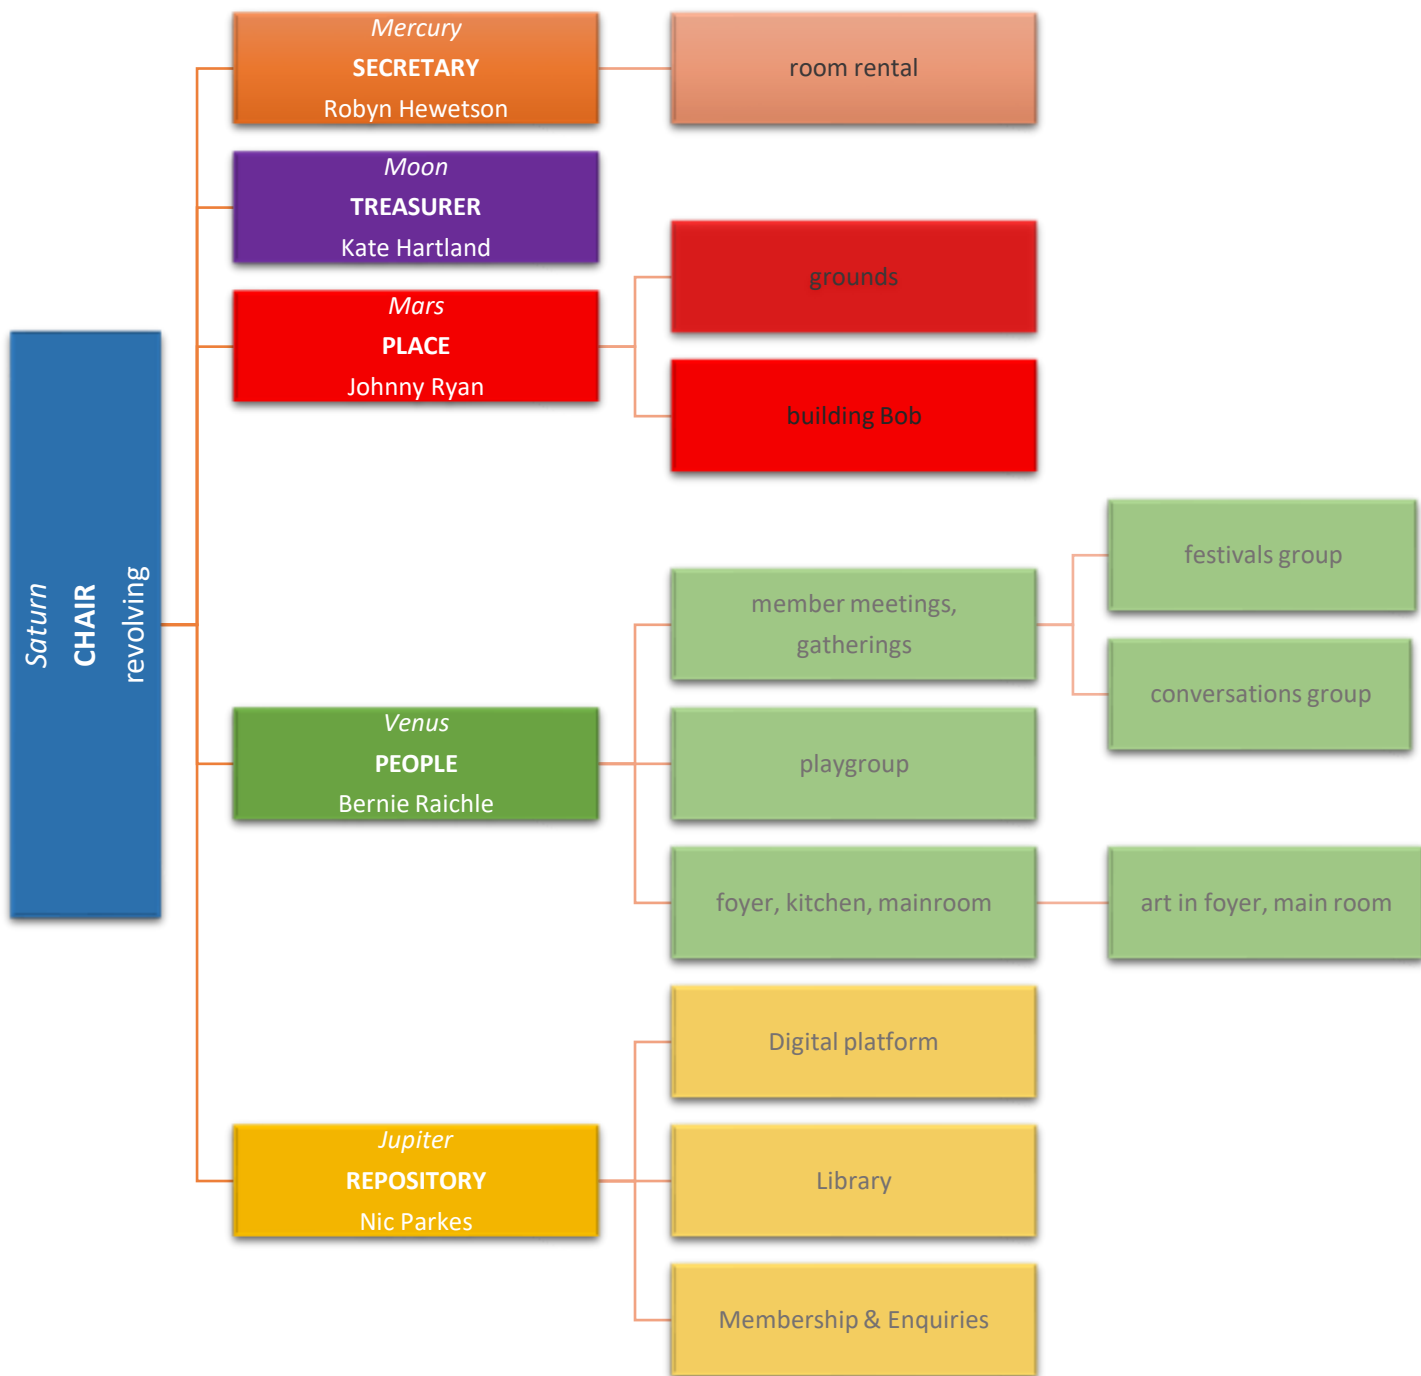 Saturn
CHAIR
revolving
Mercury
SECRETARY
Robyn Hewetson
room rental
Moon
TREASURER
Kate Hartland
Mars
PLACE
Johnny Ryan
grounds
building Bob
Venus
PEOPLE
Bernie Raichle
member meetings,
gatherings
festivals group
conversations group
playgroup
foyer, kitchen, mainroom
art in foyer, main room
Jupiter
REPOSITORY
Nic Parkes
Digital platform
Library
Membership & Enquiries